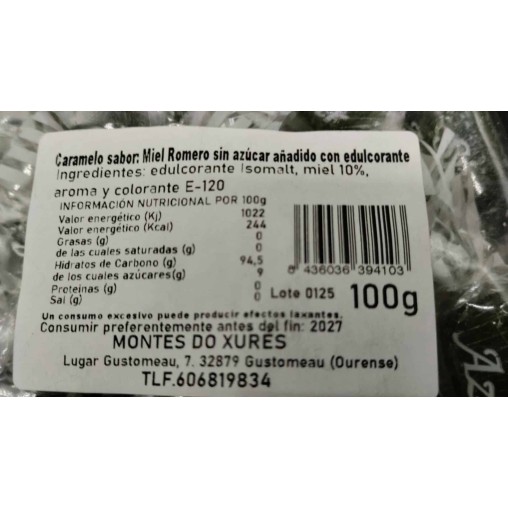 Caramelo sabor: Miel Romero sin azúcar añadido con edulcorante
Ingredientes: edulcorante Isomalt, miel 10%,
aroma y colorante E-120
INFORMACIÓN NUTRICIONAL POR 100g
Valor energético (Kj) 1022
Valor energético (Kcal) 244
Grasas (g) 0
de las cuales saturadas (g) 0
Hidratos de Carbono (g) 94,5
de los cuales azúcares(g) 9
Proteinas (g) 0
Sal (g) 0
8 436036 394103
Lote 0125 100g
Un consumo excesivo puede producir efectos laxantes.
Consumir preferentemente antes del fin: 2027
MONTES DO XURES
Lugar Gustomeau, 7. 32879 Gustomeau (Ourense)
TLF.606819834
Az